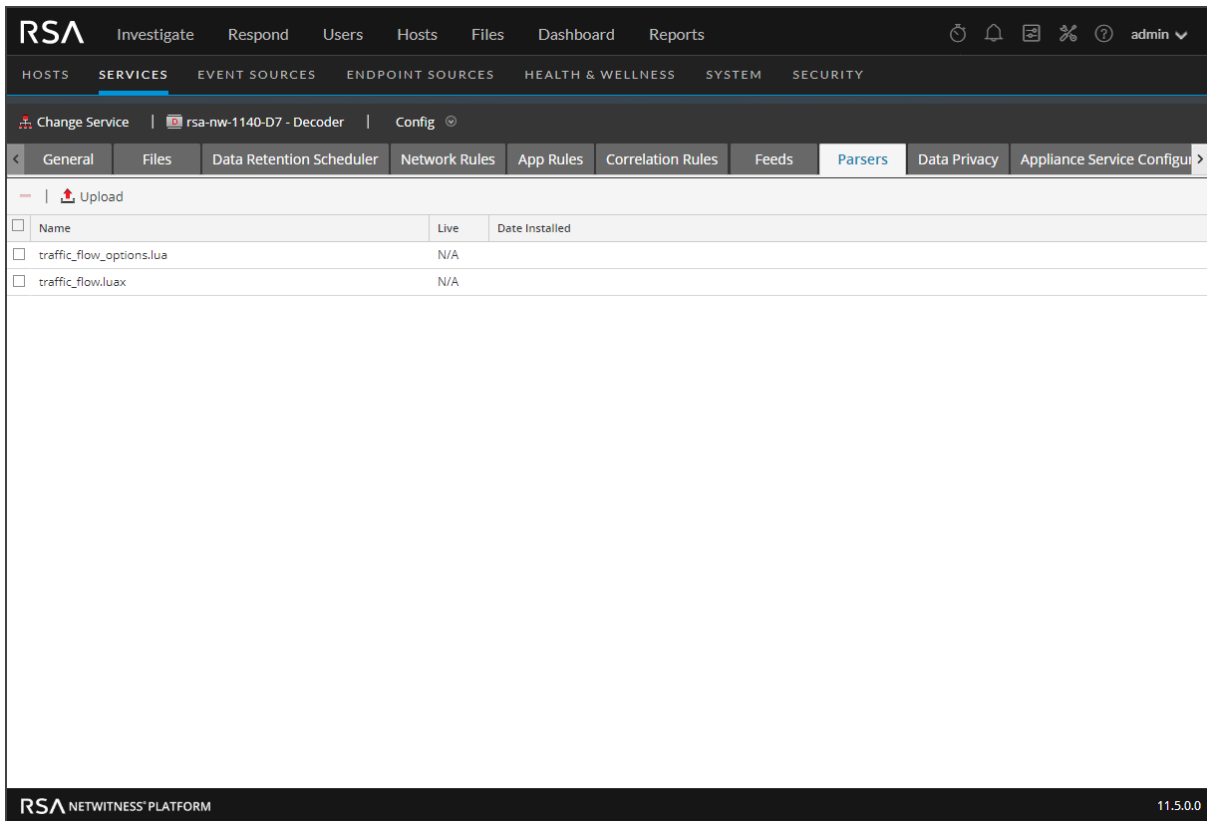 RSA Investigate Respond Users Hosts Files Dashboard Reports admin
HOSTS SERVICES EVENT SOURCES ENDPOINT SOURCES HEALTH & WELLNESS SYSTEM SECURITY
Change Service | D rsa-nw-1140-D7 - Decoder | Config
< General Files Data Retention Scheduler Network Rules App Rules Correlation Rules Feeds Parsers Data Privacy Appliance Service Configur >
| Upload
Name Live Date Installed
traffic_flow_options.lua N/A
traffic_flow.luax N/A
RSA NETWITNESS® PLATFORM 11.5.0.0